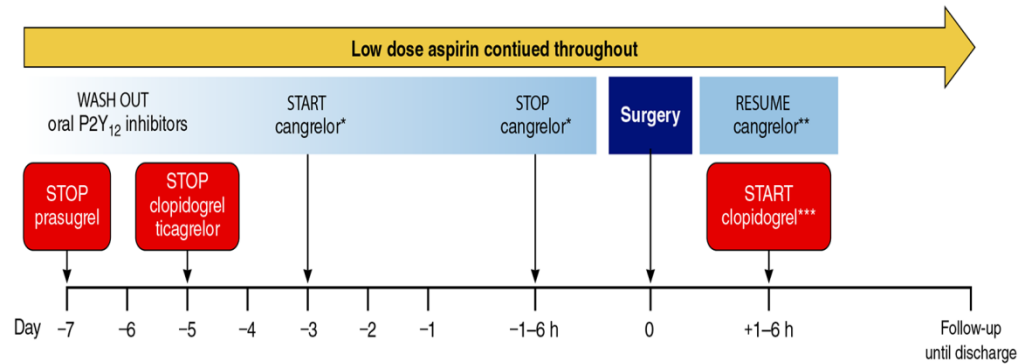 Low dose aspirin contiued throughout
WASH OUT
oral P2Y12 inhibitors
START
cangrelor*
STOP
cangrelor*
Surgery
RESUME
cangrelor**
STOP
prasugrel
STOP
clopidogrel
ticagrelor
START
clopidogrel***
Day –7 –6 –5 –4 –3 –2 –1 –1–6 h 0 +1–6 h Follow-up
until discharge